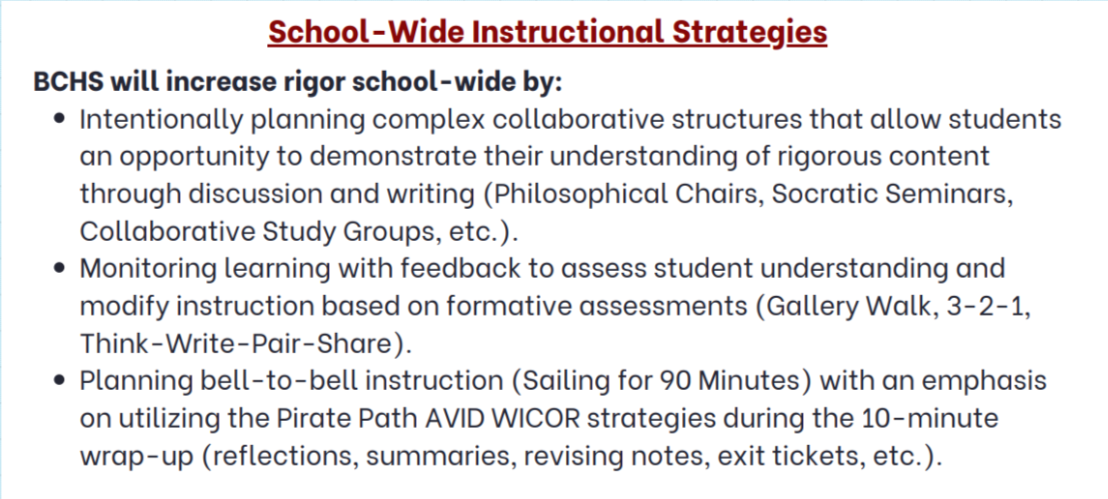 School-Wide Instructional Strategies
BCHS will increase rigor school-wide by:
• Intentionally planning complex collaborative structures that allow students
an opportunity to demonstrate their understanding of rigorous content
through discussion and writing (Philosophical Chairs, Socratic Seminars,
Collaborative Study Groups, etc.).
• Monitoring learning with feedback to assess student understanding and
modify instruction based on formative assessments (Gallery Walk, 3-2-1,
Think-Write-Pair-Share).
• Planning bell-to-bell instruction (Sailing for 90 Minutes) with an emphasis
on utilizing the Pirate Path AVID WICOR strategies during the 10-minute
wrap-up (reflections, summaries, revising notes, exit tickets, etc.).